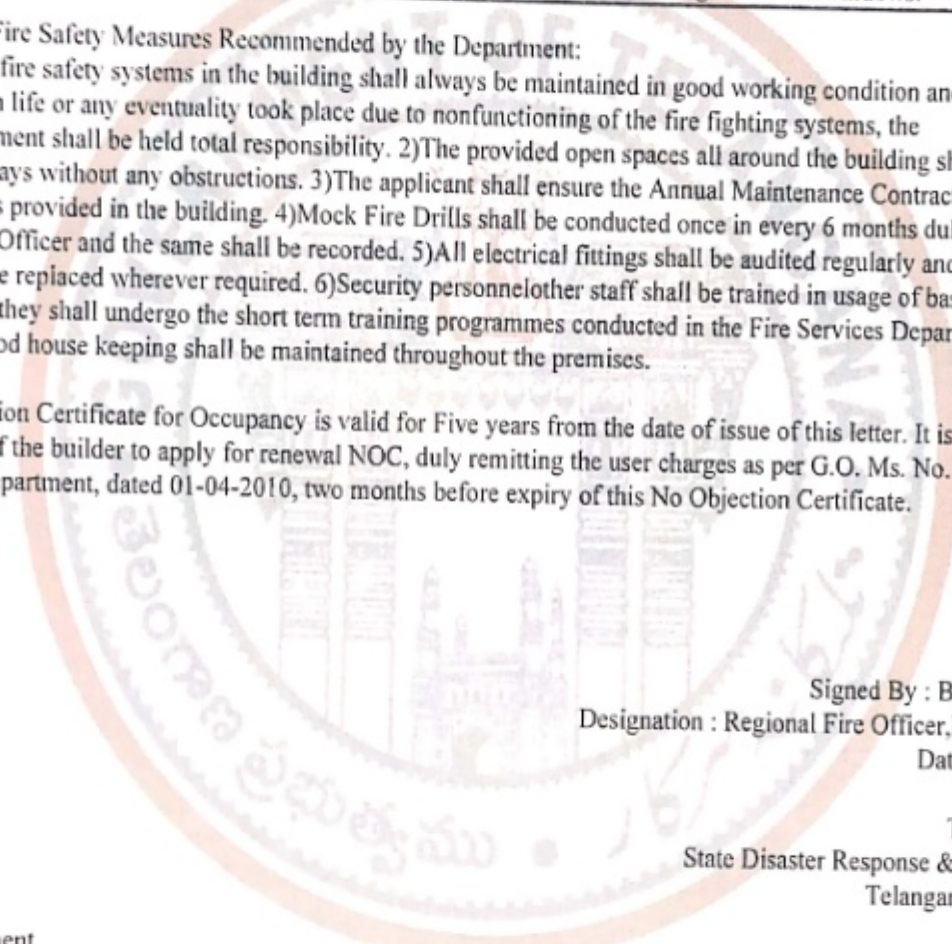 Fire Safety Measures Recommended by the Department:
fire safety systems in the building shall always be maintained in good working condition an
life or any eventuality took place due to nonfunctioning of the fire fighting systems, the
ment shall be held total responsibility. 2)The provided open spaces all around the building sh
ays without any obstructions. 3)The applicant shall ensure the Annual Maintenance Contrac
s provided in the building. 4)Mock Fire Drills shall be conducted once in every 6 months dul
Officer and the same shall be recorded. 5)All electrical fittings shall be audited regularly and
e replaced wherever required. 6)Security personnelother staff shall be trained in usage of ba
they shall undergo the short term training programmes conducted in the Fire Services Depar
od house keeping shall be maintained throughout the premises.
ion Certificate for Occupancy is valid for Five years from the date of issue of this letter. It is
f the builder to apply for renewal NOC, duly remitting the user charges as per G.O. Ms. No.
partment, dated 01-04-2010, two months before expiry of this No Objection Certificate.
GOVERNMENT OF TELANGANA
తెలంగాణ ప్రభుత్వము
Signed By : B
Designation : Regional Fire Officer,
Dat
State Disaster Response &
Telangan
ent